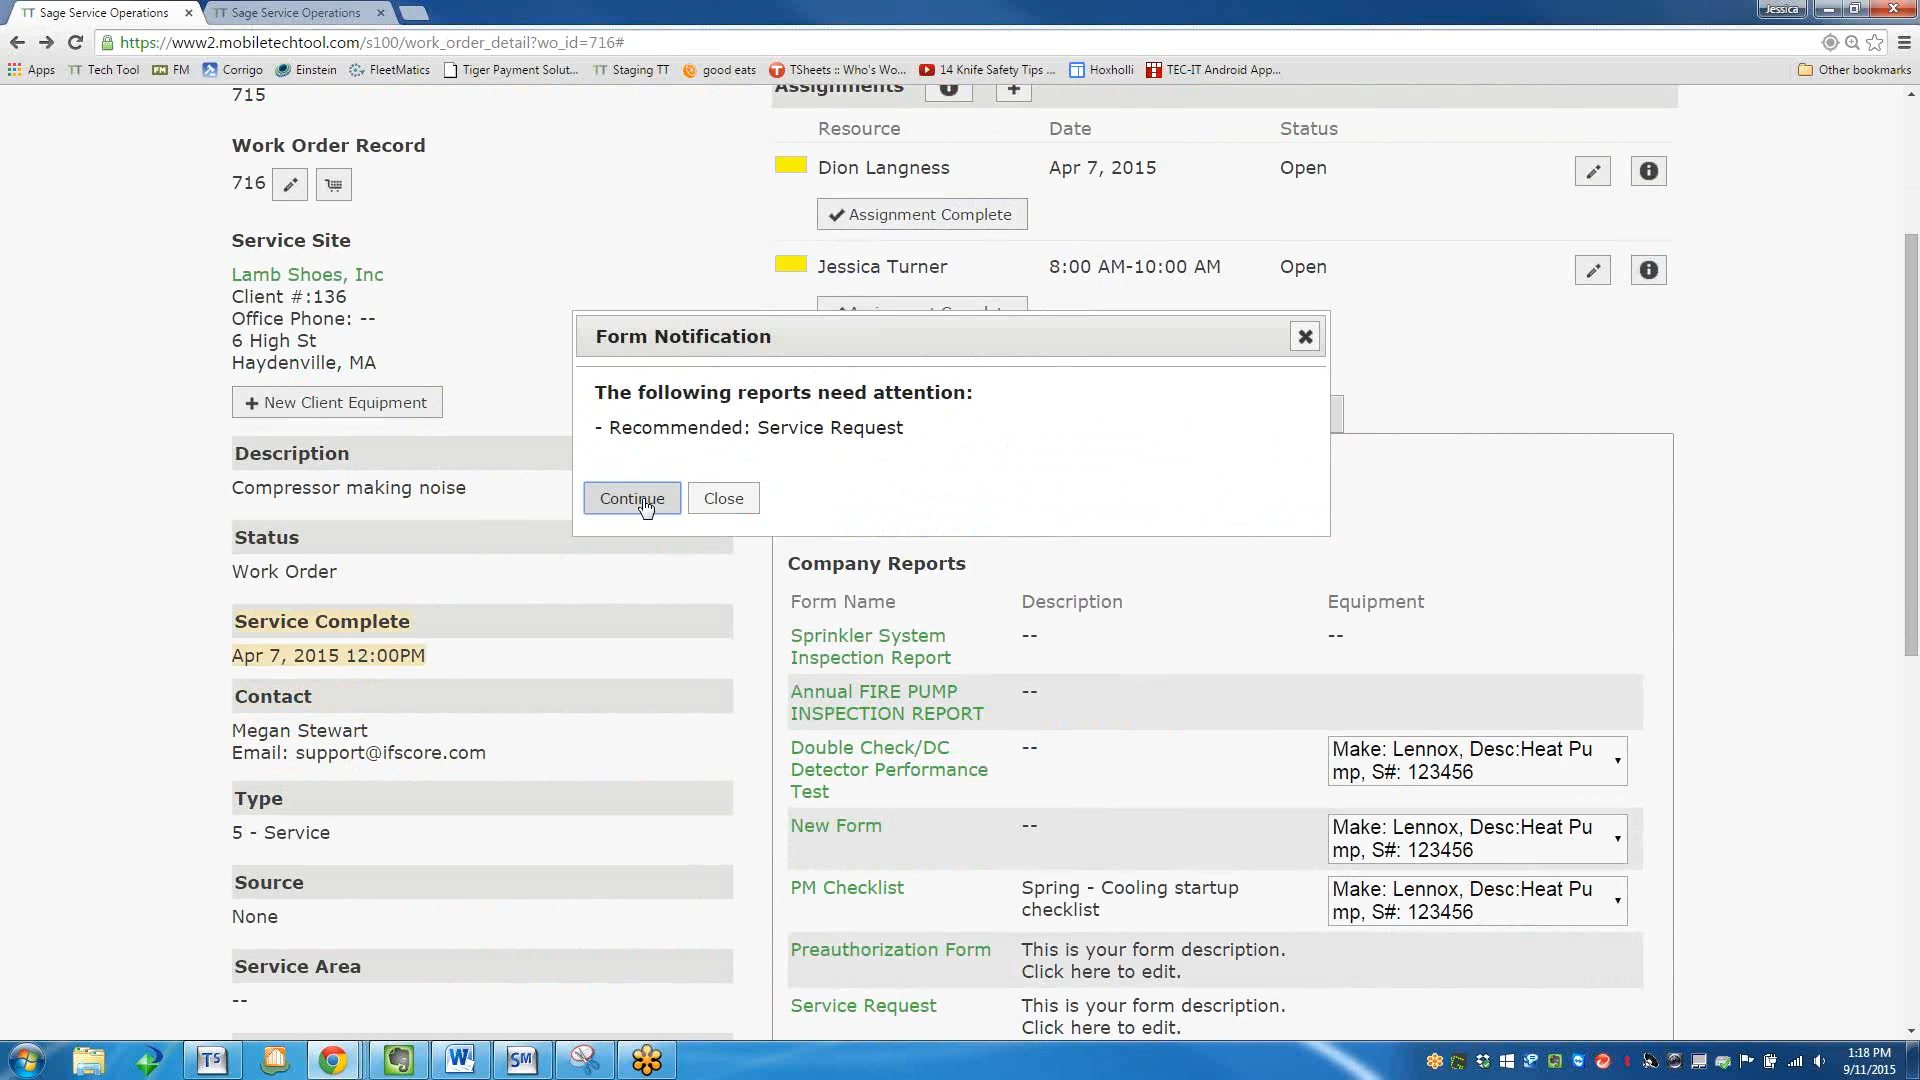 TT Sage Service Operations
TT Sage Service Operations
Jessica
https://www2.mobiletechtool.com/s100/work_order_detail?wo_id=716#
Apps TT Tech Tool FM FM Corrigo Einstein FleetMatics Tiger Payment Solut... TT Staging TT good eats TSheets :: Who's Wo... 14 Knife Safety Tips ... Hoxholli TEC-IT Android App... Other bookmarks
715
Work Order Record
716
Service Site
Lamb Shoes, Inc
Client #:136
Office Phone: --
6 High St
Haydenville, MA
New Client Equipment
Description
Compressor making noise
Status
Work Order
Service Complete
Apr 7, 2015 12:00PM
Contact
Megan Stewart
Email: support@ifscore.com
Type
5 - Service
Source
None
Service Area
--
Assignments
Resource Date Status
Dion Langness Apr 7, 2015 Open
Assignment Complete
Jessica Turner 8:00 AM-10:00 AM Open
Assignment Complete
Form Notification
The following reports need attention:
- Recommended: Service Request
Continue Close
Company Reports
Form Name Description Equipment
Sprinkler System Inspection Report -- --
Annual FIRE PUMP INSPECTION REPORT --
Double Check/DC Detector Performance Test -- Make: Lennox, Desc:Heat Pu
mp, S#: 123456
New Form -- Make: Lennox, Desc:Heat Pu
mp, S#: 123456
PM Checklist Spring - Cooling startup checklist Make: Lennox, Desc:Heat Pu
mp, S#: 123456
Preauthorization Form This is your form description.
Click here to edit.
Service Request This is your form description.
Click here to edit.
TS
W
SM
1:18 PM
9/11/2015